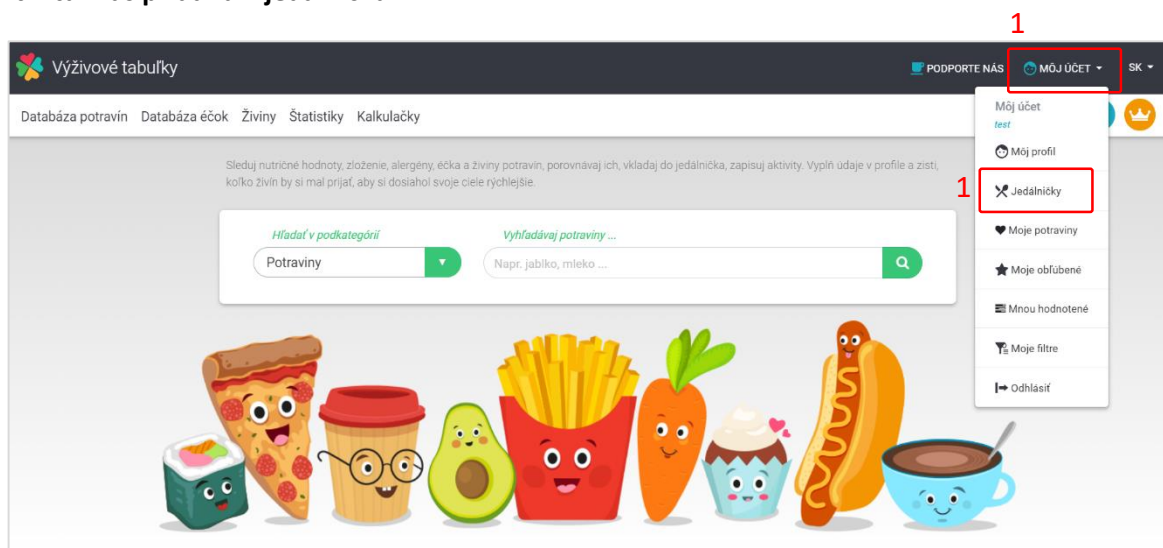 1
Výživové tabuľky
PODPORTE NÁS
MÔJ ÚČET
SK
Databáza potravín Databáza éčok Živiny Štatistiky Kalkulačky
Môj účet
test
Môj profil
1
Jedálničky
Moje potraviny
Moje obľúbené
Mnou hodnotené
Moje filtre
Odhlásiť
Sleduj nutričné hodnoty, zloženie, alergény, éčka a živiny potravín, porovnávaj ich, vkladaj do jedálnička, zapisuj aktivity. Vyplň údaje v profile a zisti,
koľko živín by si mal prijať, aby si dosiahol svoje ciele rýchlejšie.
Hľadať v podkategórií
Vyhľadávaj potraviny ...
Potraviny
Napr. jablko, mleko ...